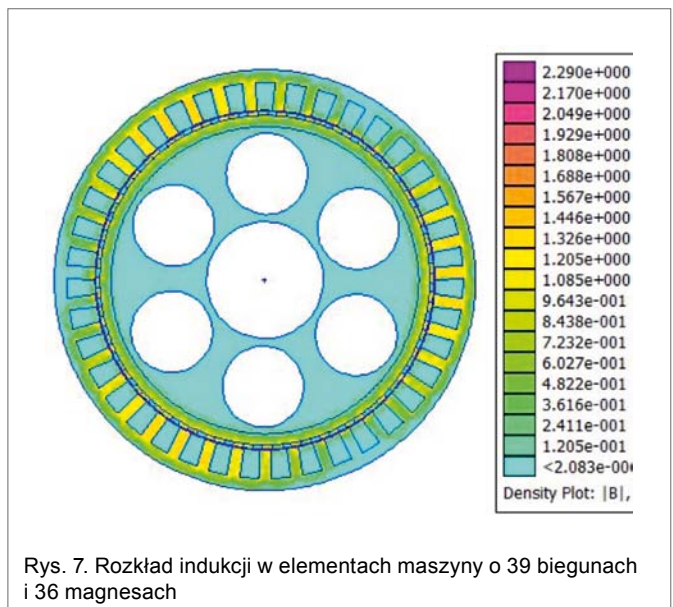 2.290e+000
2.170e+000
2.049e+000
1.929e+000
1.808e+000
1.688e+000
1.567e+000
1.446e+000
1.326e+000
1.205e+000
1.085e+000
9.643e-001
8.438e-001
7.232e-001
6.027e-001
4.822e-001
3.616e-001
2.411e-001
1.205e-001
<2.083e-00
Density Plot: |B|,
Rys. 7. Rozkład indukcji w elementach maszyny o 39 biegunach
i 36 magnesach